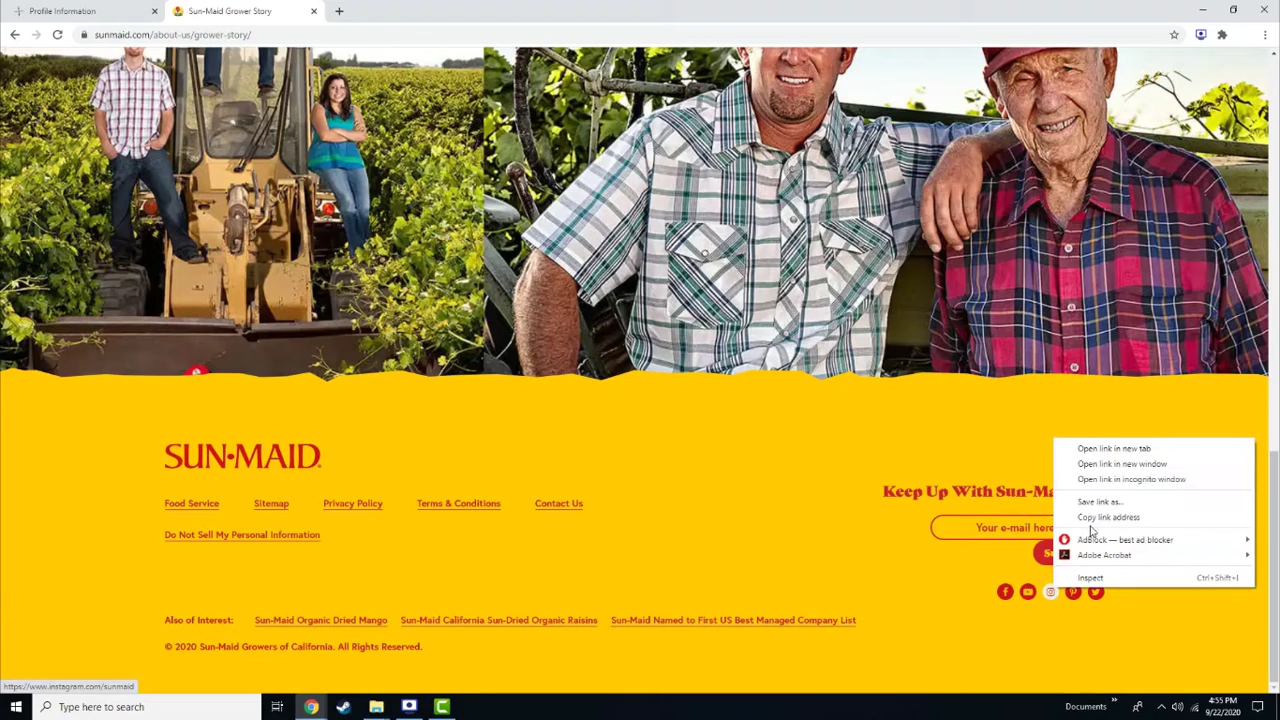 Profile Information
Sun-Maid Grower Story
sunmaid.com/about-us/grower-story/
SUN·MAID®
Food Service
Sitemap
Privacy Policy
Terms & Conditions
Contact Us
Do Not Sell My Personal Information
Keep Up With Sun-Ma
Your e-mail here
Open link in new tab
Open link in new window
Open link in incognito window
Save link as...
Copy link address
Adblock — best ad blocker
Adobe Acrobat
Inspect Ctrl+Shift+I
Also of Interest: Sun-Maid Organic Dried Mango Sun-Maid California Sun-Dried Organic Raisins Sun-Maid Named to First US Best Managed Company List
© 2020 Sun-Maid Growers of California. All Rights Reserved.
https://www.instagram.com/sunmaid
Type here to search
Documents
4:55 PM
9/22/2020